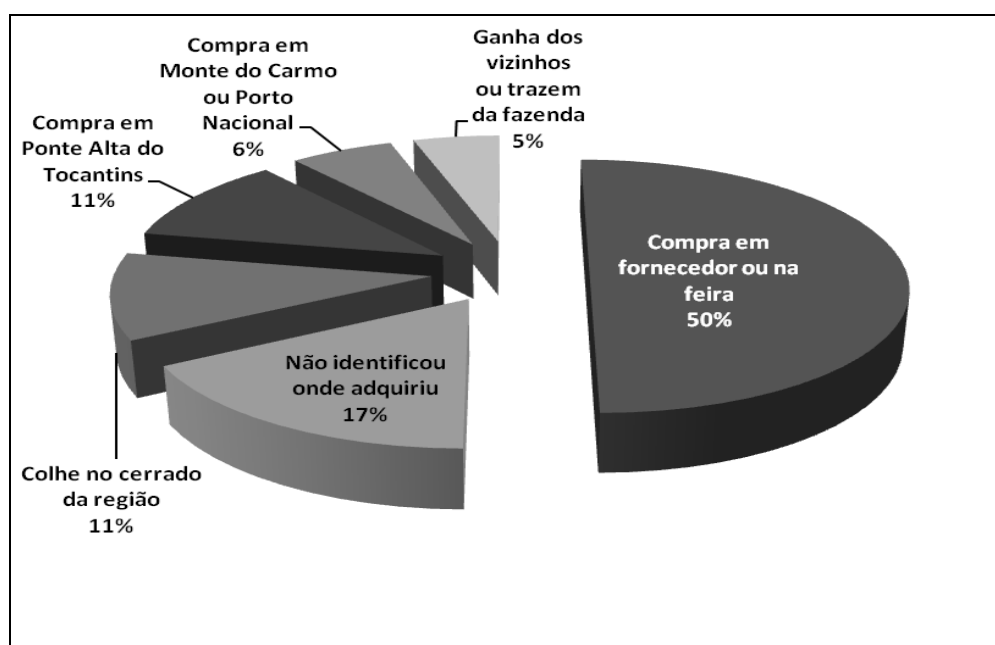 Ganha dos
vizinhos
ou trazem
da fazenda
5%
Compra em
Monte do Carmo
ou Porto
Nacional
6%
Compra em
Ponte Alta do
Tocantins
11%
Compra em
fornecedor ou na
feira
50%
Não identificou
onde adquiriu
17%
Colhe no cerrado
da região
11%